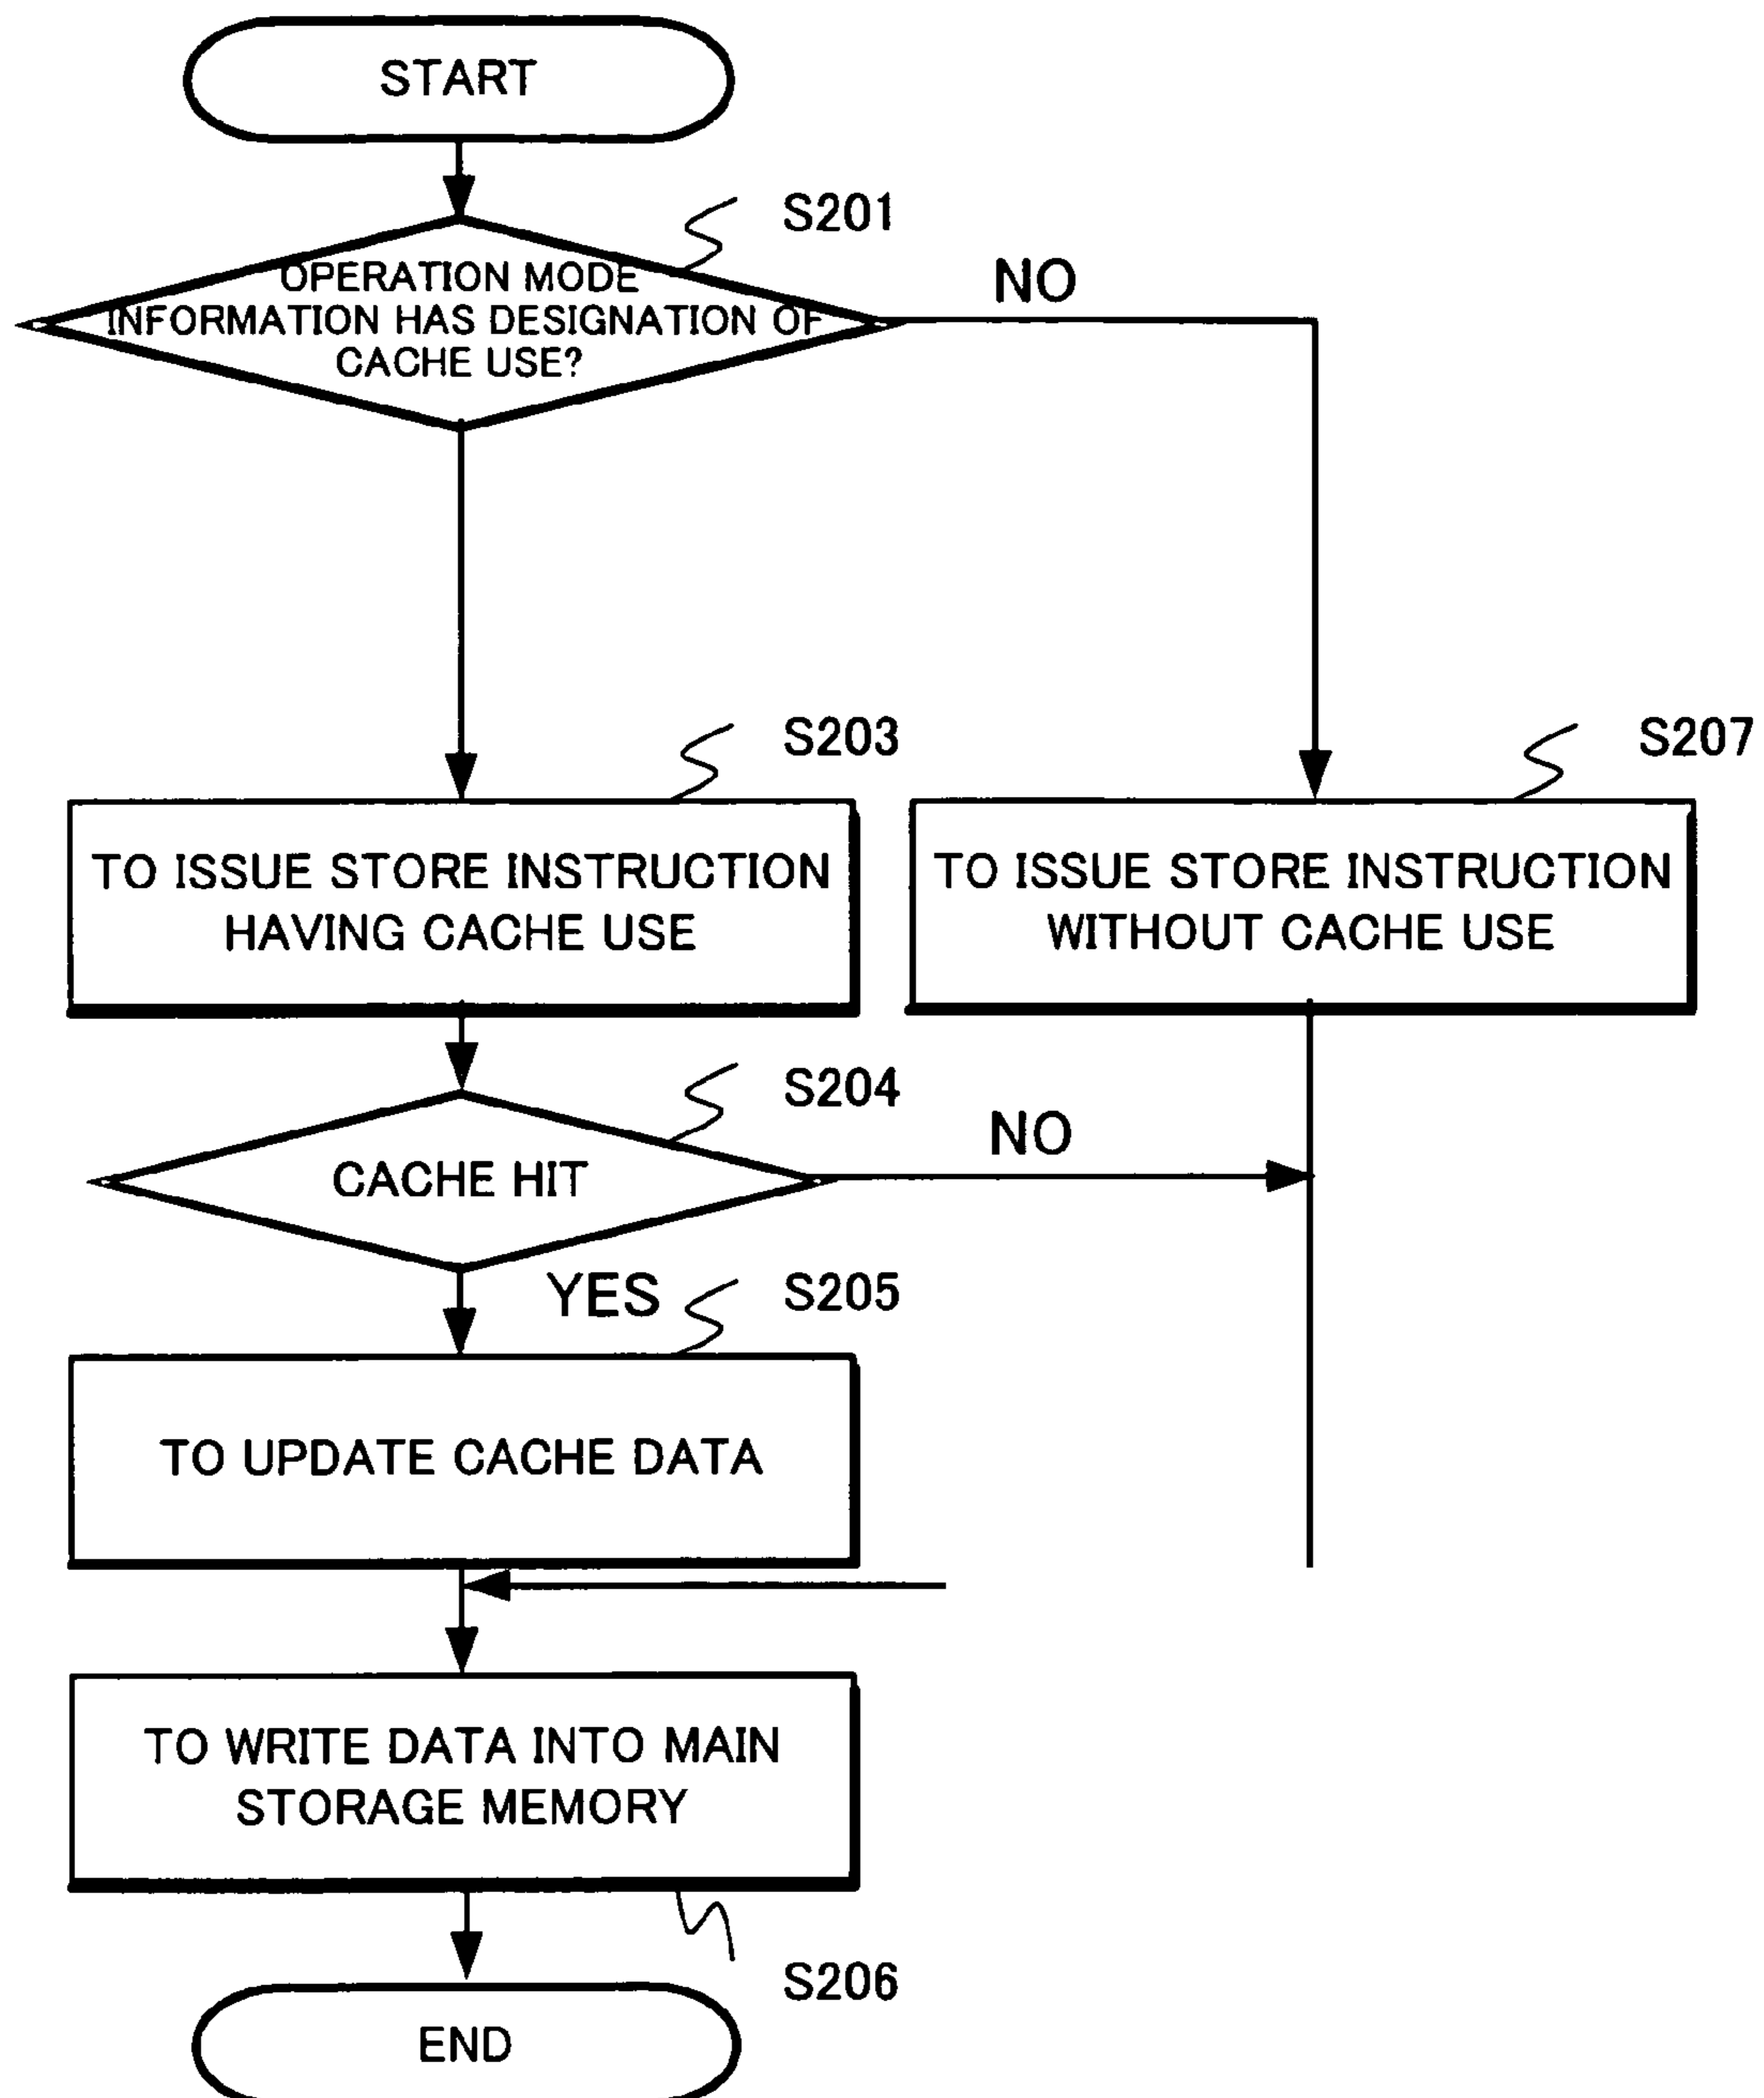 START
S201
OPERATION MODE
INFORMATION HAS DESIGNATION OF
CACHE USE?
NO
S203
S207
TO ISSUE STORE INSTRUCTION
HAVING CACHE USE
TO ISSUE STORE INSTRUCTION
WITHOUT CACHE USE
S204
NO
CACHE HIT
YES
S205
TO UPDATE CACHE DATA
TO WRITE DATA INTO MAIN
STORAGE MEMORY
S206
END